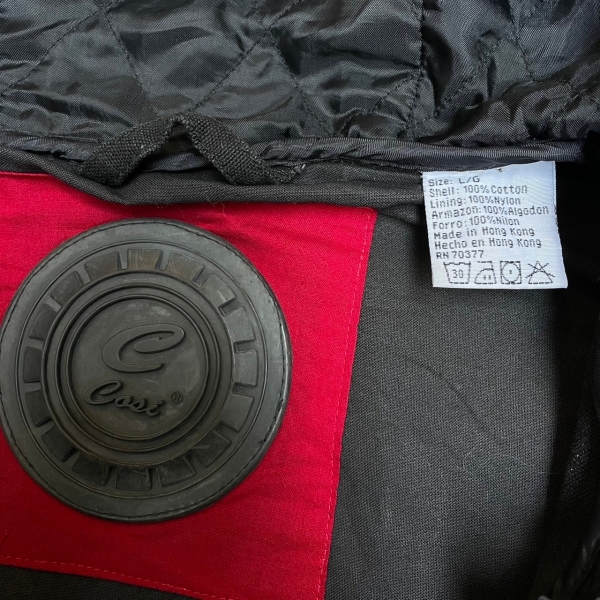 C
Cosi ®
Size: L/G
Shell: 100%Cotton
Lining: 100%Nylon
Armazon: 100%Algodon
Forro: 100%Nilon
Made in Hong Kong
Hecho en Hong Kong
RN 70377
30